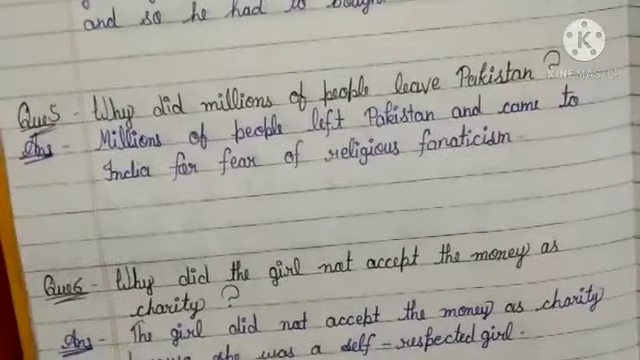 and so he had to
KINEMASTER
Ques - Why did millions of people leave Pakistan?
Ans - Millions of people left Pakistan and came to
India for fear of religious fanaticism.
Que6 - Why did the girl not accept the money as
charity?
Ans - The girl did not accept the money as charity
she was a self-respected girl.